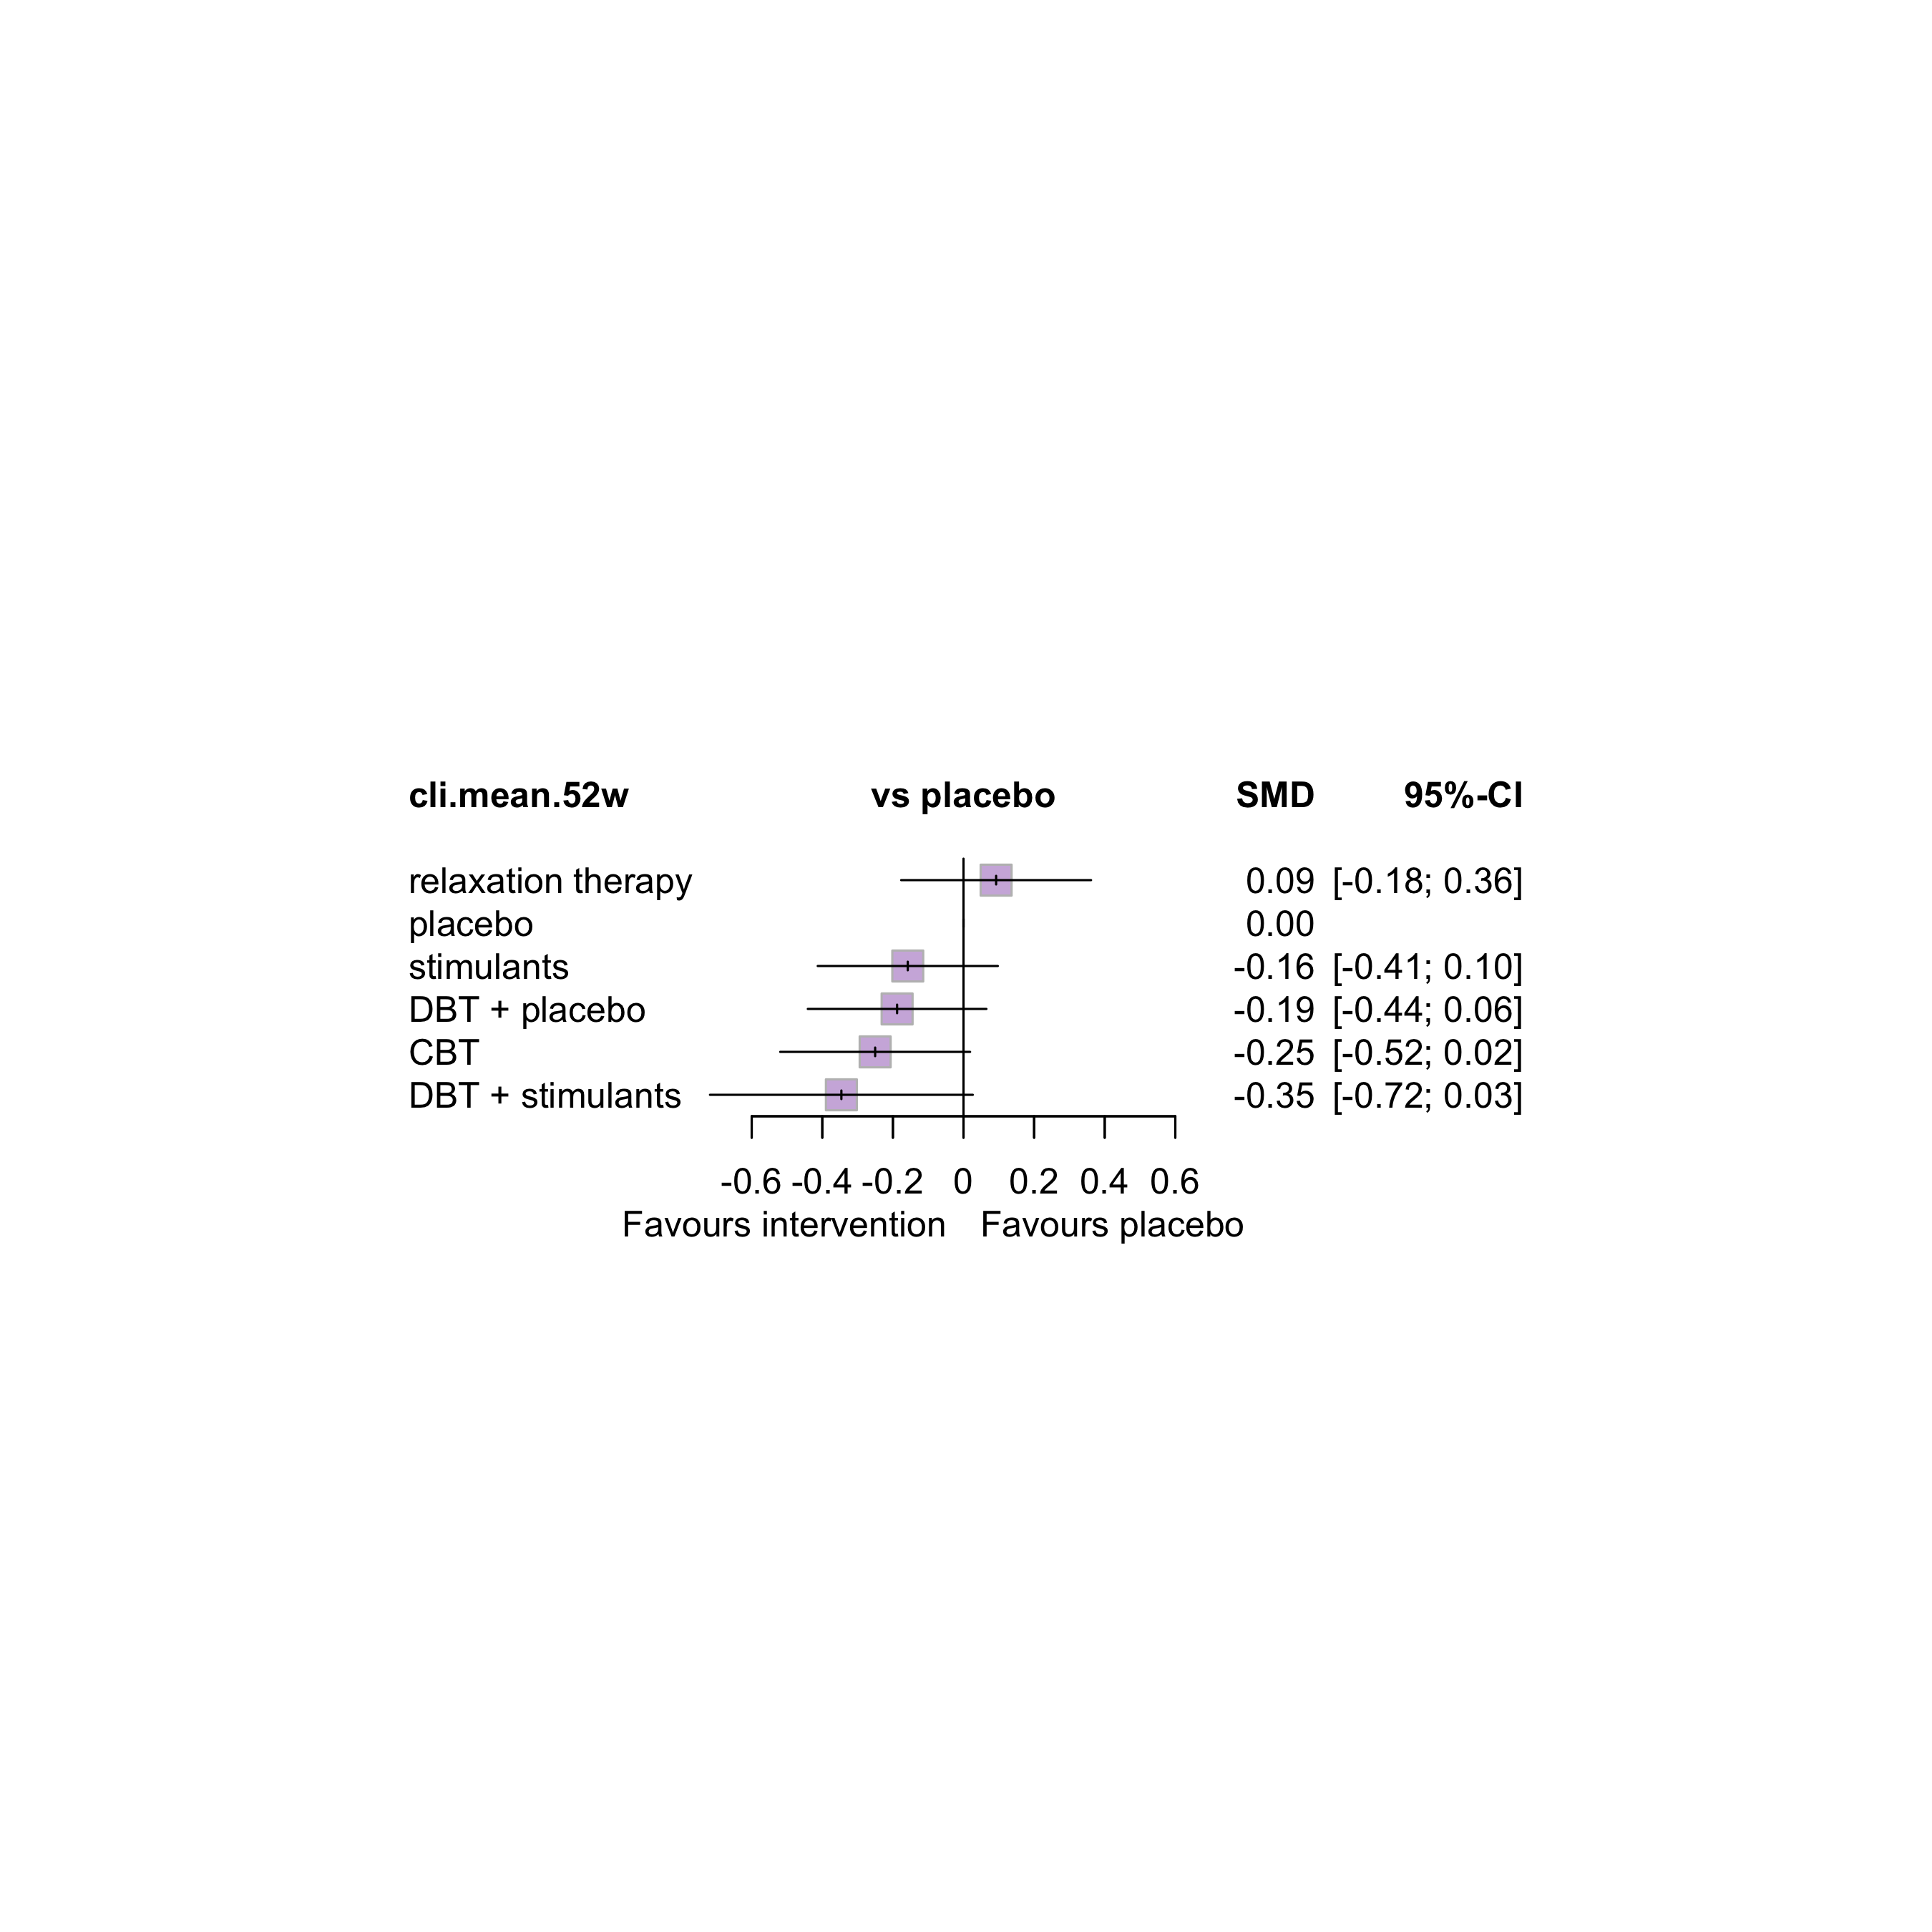 cli.mean.52w vs placebo SMD 95%-CI
relaxation therapy 0.09 [-0.18; 0.36]
placebo 0.00
stimulants -0.16 [-0.41; 0.10]
DBT + placebo -0.19 [-0.44; 0.06]
CBT -0.25 [-0.52; 0.02]
DBT + stimulants -0.35 [-0.72; 0.03]
-0.6 -0.4 -0.2 0 0.2 0.4 0.6
Favours intervention Favours placebo